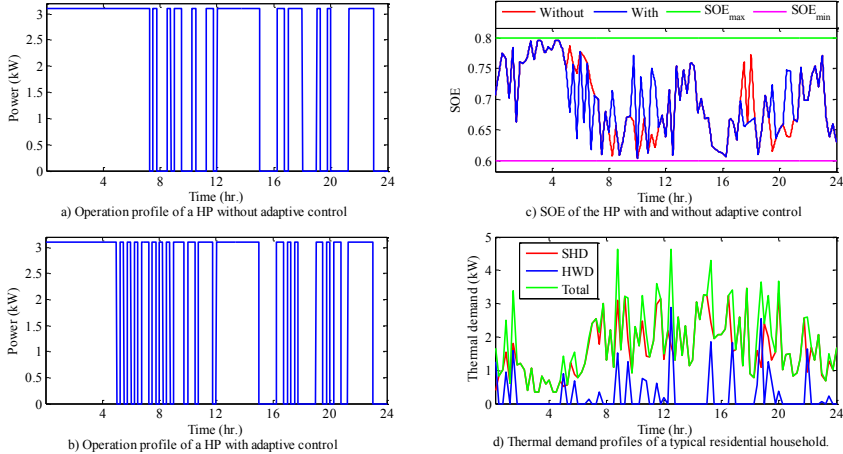 3
2.5
2
1.5
1
0.5
0
Power (kW)
4 8 12 16 20 24
Time (hr.)
a) Operation profile of a HP without adaptive control
3
2.5
2
1.5
1
0.5
0
Power (kW)
4 8 12 16 20 24
Time (hr.)
b) Operation profile of a HP with adaptive control
Without With SOE_max SOE_min
0.8
0.75
0.7
0.65
0.6
SOE
4 8 12 16 20 24
Time (hr.)
c) SOE of the HP with and without adaptive control
SHD
HWD
Total
5
4
3
2
1
0
Thermal demand (kW)
4 8 12 16 20 24
Time (hr.)
d) Thermal demand profiles of a typical residential household.